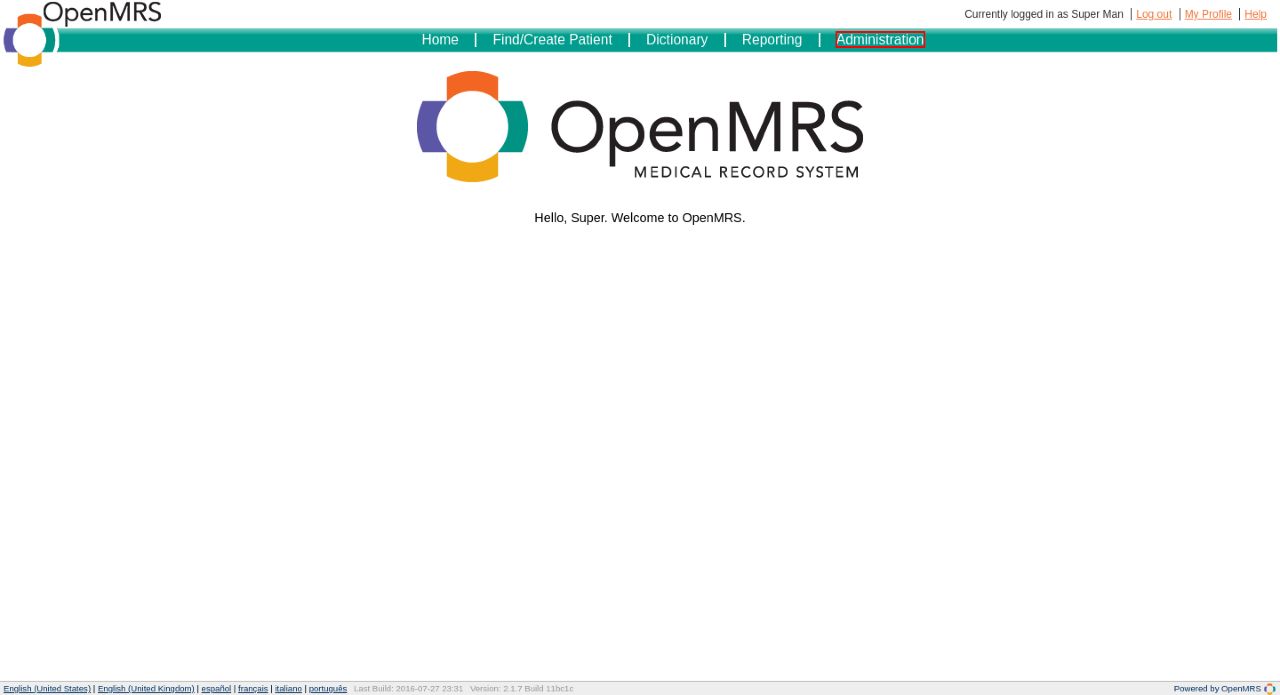 OpenMRS
Currently logged in as Super Man | Log out | My Profile | Help
Home | Find/Create Patient | Dictionary | Reporting | Administration
OpenMRS
MEDICAL RECORD SYSTEM
Hello, Super. Welcome to OpenMRS.
English (United States) | English (United Kingdom) | español | français | italiano | português Last Build: 2016-07-27 23:31 Version: 2.1.7 Build 11bc1c Powered by OpenMRS